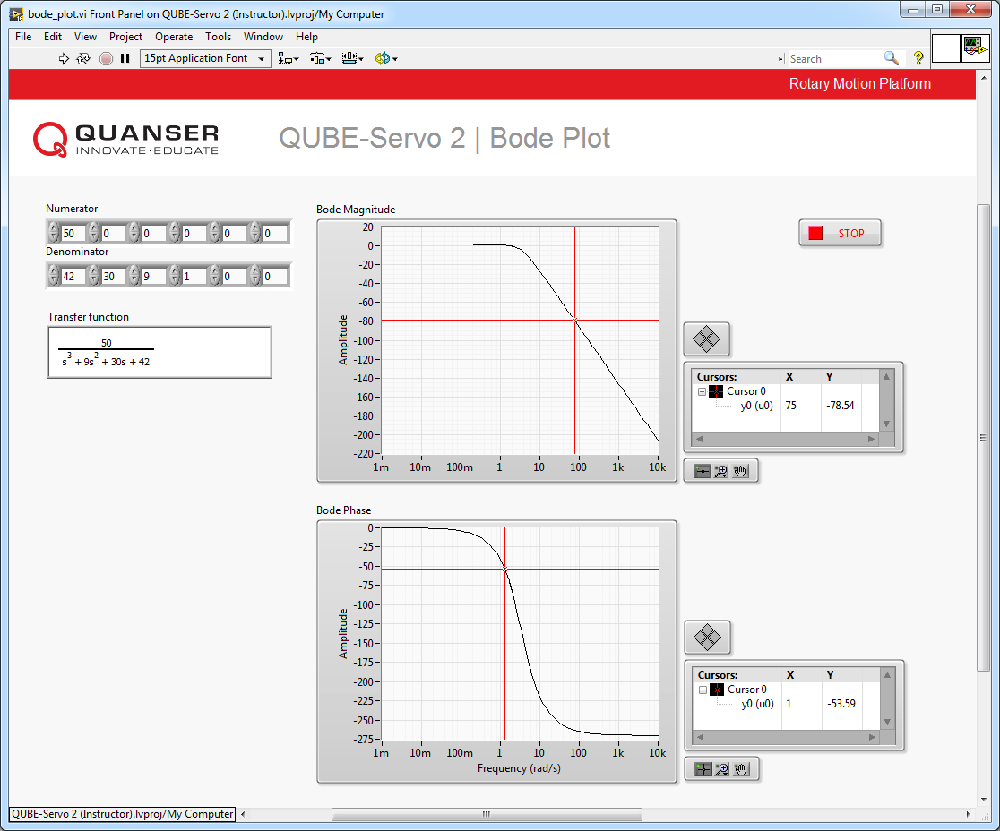 bode_plot.vi Front Panel on QUBE-Servo 2 (Instructor).lvproj/My Computer
File Edit View Project Operate Tools Window Help
15pt Application Font
Search
Rotary Motion Platform
QUANSER
INNOVATE·EDUCATE
QUBE-Servo 2 | Bode Plot
Numerator
50 0 0 0 0 0
Denominator
42 30 9 1 0 0
Transfer function
50
s^3 + 9s^2 + 30s + 42
Bode Magnitude
Amplitude
20
0
-20
-40
-60
-80
-100
-120
-140
-160
-180
-200
-220
1m 10m 100m 1 10 100 1k 10k
STOP
Cursors: X Y
Cursor 0
y0 (u0) 75 -78.54
Bode Phase
Amplitude
0
-25
-50
-75
-100
-125
-150
-175
-200
-225
-250
-275
1m 10m 100m 1 10 100 1k 10k
Frequency (rad/s)
Cursors: X Y
Cursor 0
y0 (u0) 1 -53.59
QUBE-Servo 2 (Instructor).lvproj/My Computer